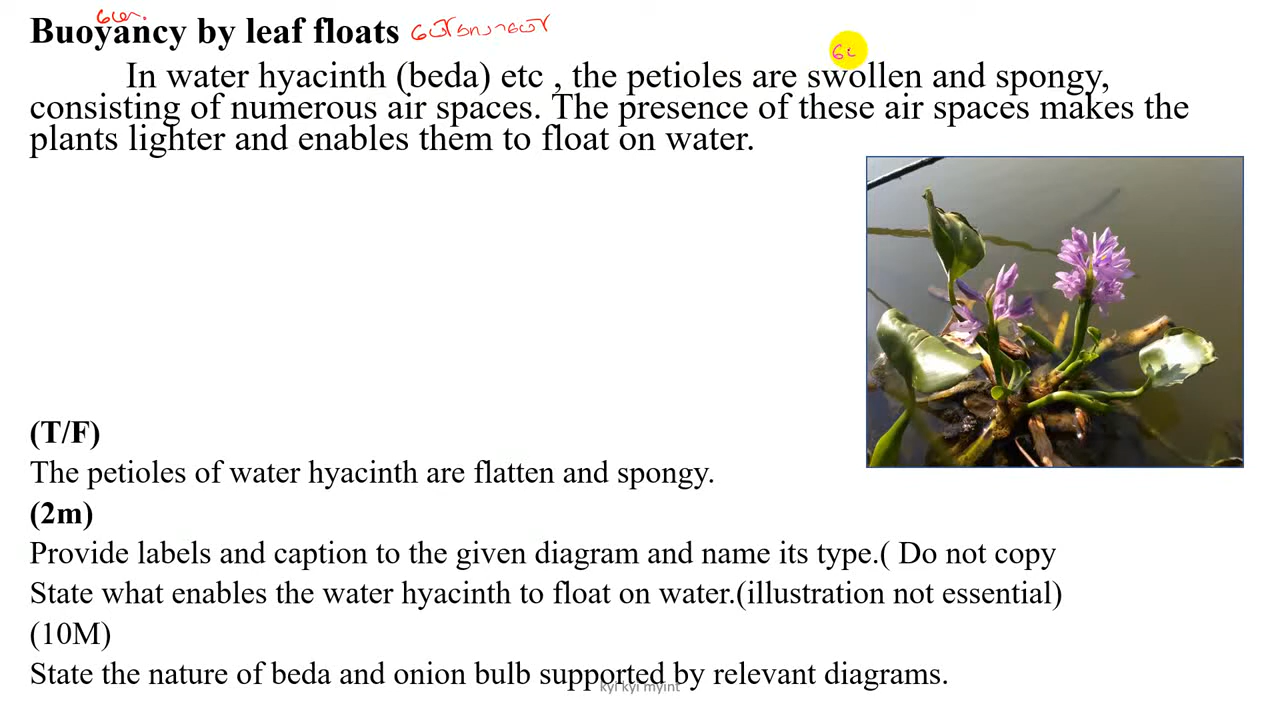 Buoyancy by leaf floats
In water hyacinth (beda) etc , the petioles are swollen and spongy,
consisting of numerous air spaces. The presence of these air spaces makes the
plants lighter and enables them to float on water.
(T/F)
The petioles of water hyacinth are flatten and spongy.
(2m)
Provide labels and caption to the given diagram and name its type.( Do not copy
State what enables the water hyacinth to float on water.(illustration not essential)
(10M)
State the nature of beda and onion bulb supported by relevant diagrams.
kyi kyi myint